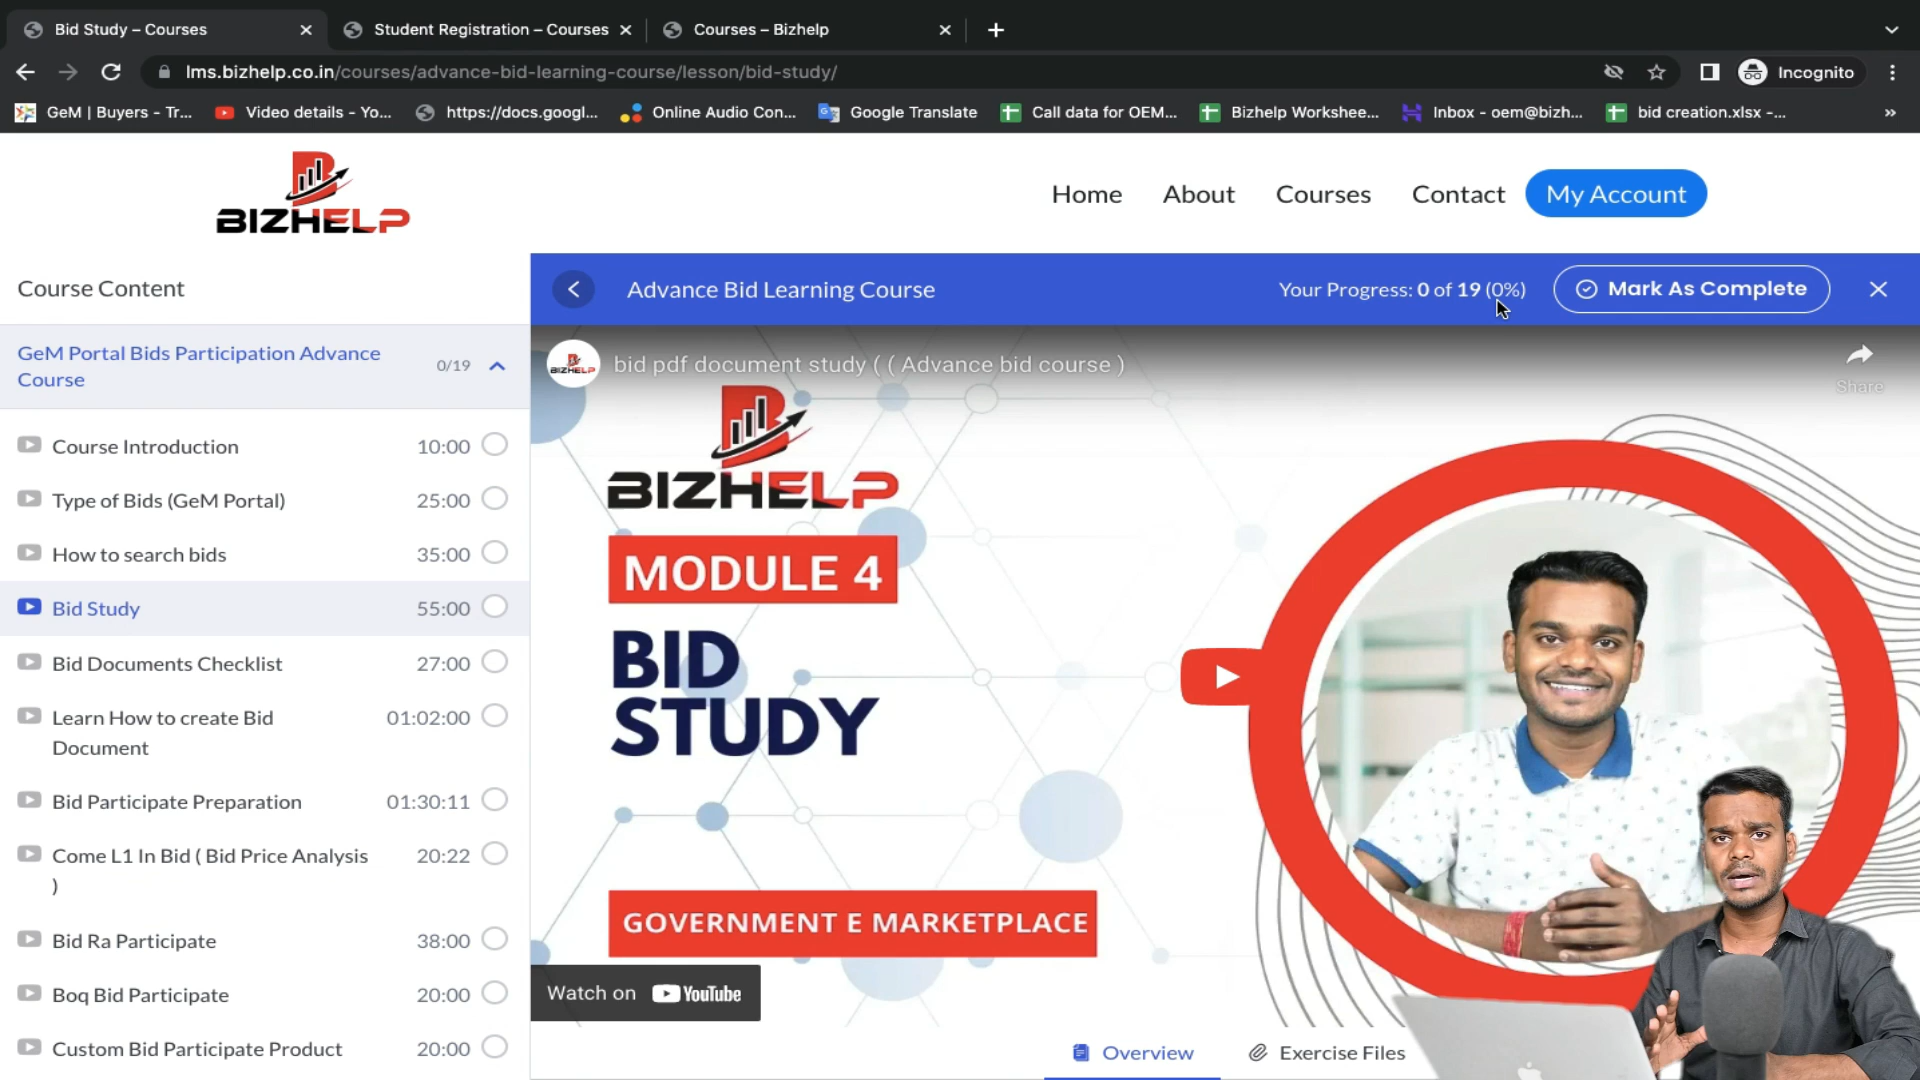 Bid Study – Courses
Student Registration – Courses
Courses – Bizhelp
lms.bizhelp.co.in/courses/advance-bid-learning-course/lesson/bid-study/
Incognito
GeM | Buyers - Tr...
Video details - Yo...
https://docs.googl...
Online Audio Con...
Google Translate
Call data for OEM...
Bizhelp Workshee...
Inbox - oem@bizh...
bid creation.xlsx -...
BIZHELP
Home
About
Courses
Contact
My Account
Course Content
Advance Bid Learning Course
Your Progress: 0 of 19 (0%)
Mark As Complete
GeM Portal Bids Participation Advance
Course
0/19
Course Introduction 10:00
Type of Bids (GeM Portal) 25:00
How to search bids 35:00
Bid Study 55:00
Bid Documents Checklist 27:00
Learn How to create Bid 01:02:00
Document
Bid Participate Preparation 01:30:11
Come L1 In Bid ( Bid Price Analysis 20:22
)
Bid Ra Participate 38:00
Boq Bid Participate 20:00
Custom Bid Participate Product 20:00
BIZHELP
bid pdf document study ( ( Advance bid course )
Share
BIZHELP
MODULE 4
BID
STUDY
GOVERNMENT E MARKETPLACE
Watch on YouTube
Overview
Exercise Files